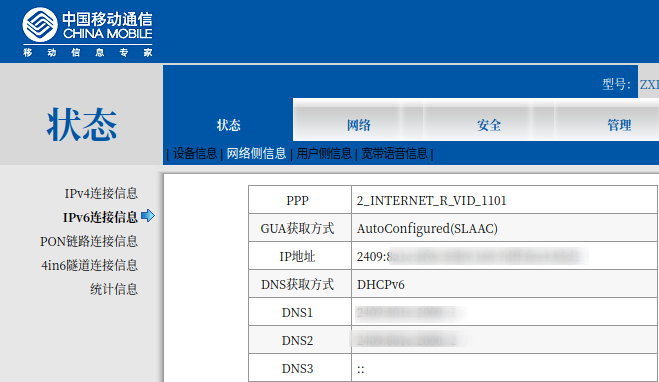 中国移动通信
CHINA MOBILE
移动信息专家
型号: ZX
状态
状态 网络 安全 管理
| 设备信息 | 网络侧信息 | 用户侧信息 | 宽带语音信息 |
IPv4连接信息
IPv6连接信息
PON链路连接信息
4in6隧道连接信息
统计信息
PPP 2_INTERNET_R_VID_1101
GUA获取方式 AutoConfigured(SLAAC)
IP地址 2409:8
DNS获取方式 DHCPv6
DNS1
DNS2
DNS3 ::